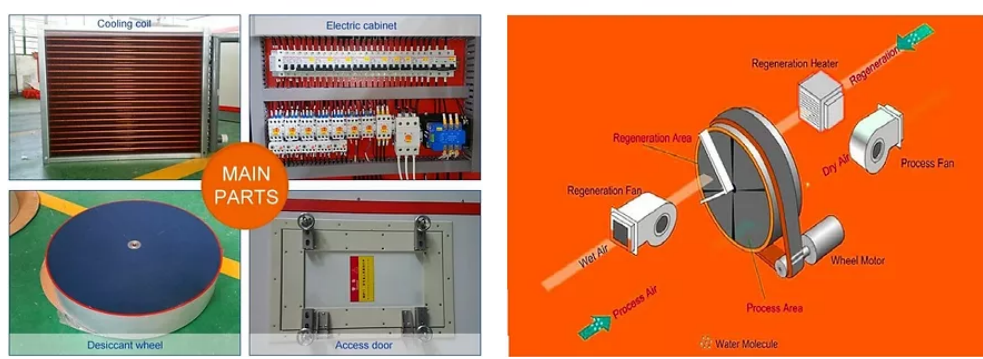 Cooling coil
Electric cabinet
MAIN
PARTS
Desiccant wheel
Access door
Regeneration
Regeneration Heater
Regeneration Area
Dry Air
Process Fan
Regeneration Fan
Wet Air
Wheel Motor
Process Air
Process Area
Water Molecule